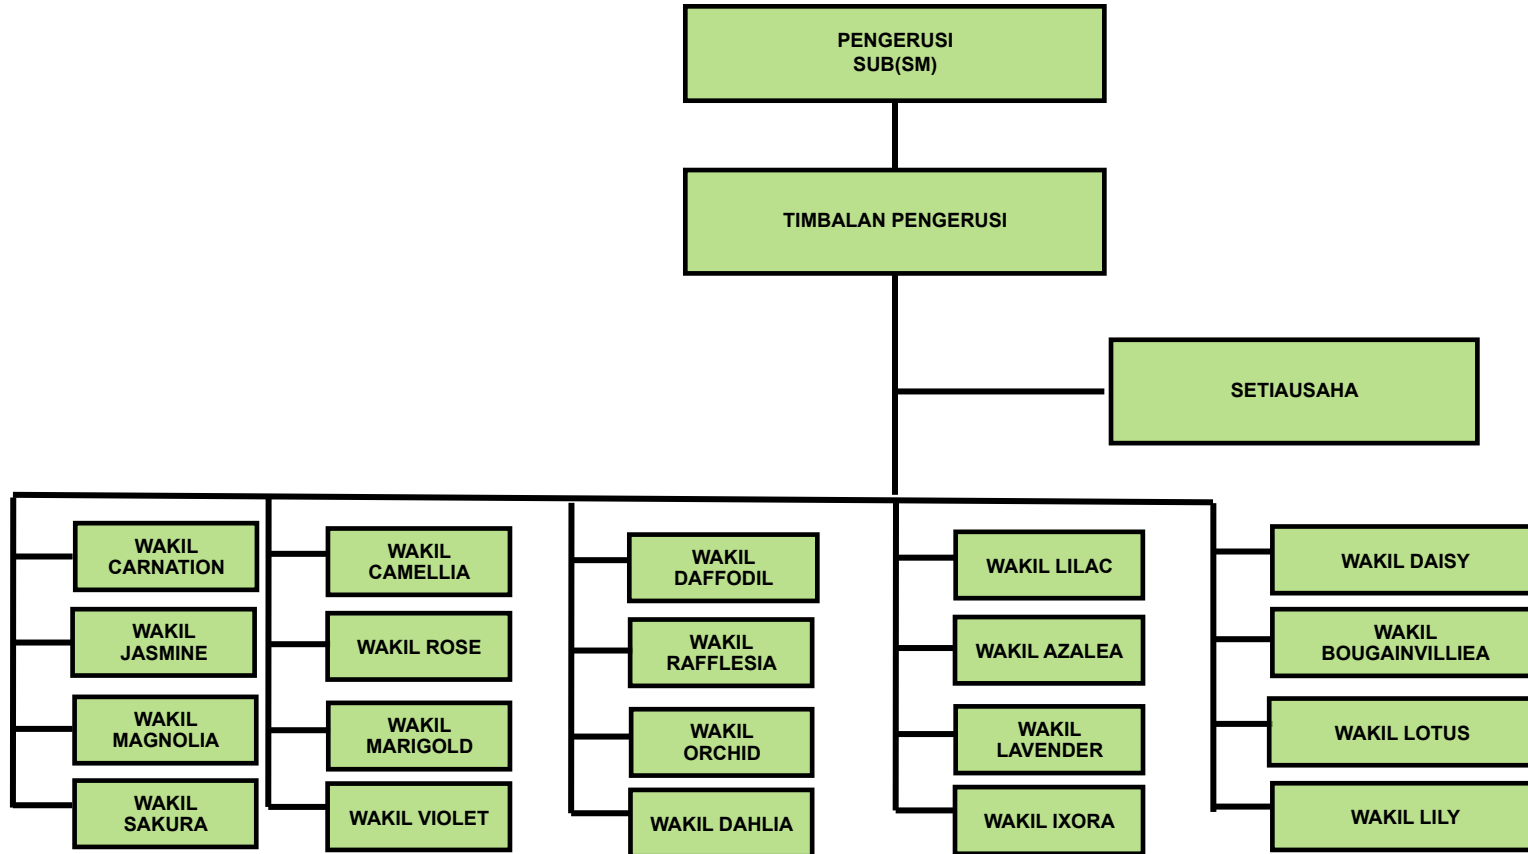 PENGERUSI
SUB(SM)
TIMBALAN PENGERUSI
SETIAUSAHA
WAKIL
CARNATION
WAKIL
JASMINE
WAKIL
MAGNOLIA
WAKIL
SAKURA
WAKIL
CAMELLIA
WAKIL ROSE
WAKIL
MARIGOLD
WAKIL VIOLET
WAKIL
DAFFODIL
WAKIL
RAFFLESIA
WAKIL
ORCHID
WAKIL DAHLIA
WAKIL LILAC
WAKIL AZALEA
WAKIL
LAVENDER
WAKIL IXORA
WAKIL DAISY
WAKIL
BOUGAINVILLIEA
WAKIL LOTUS
WAKIL LILY